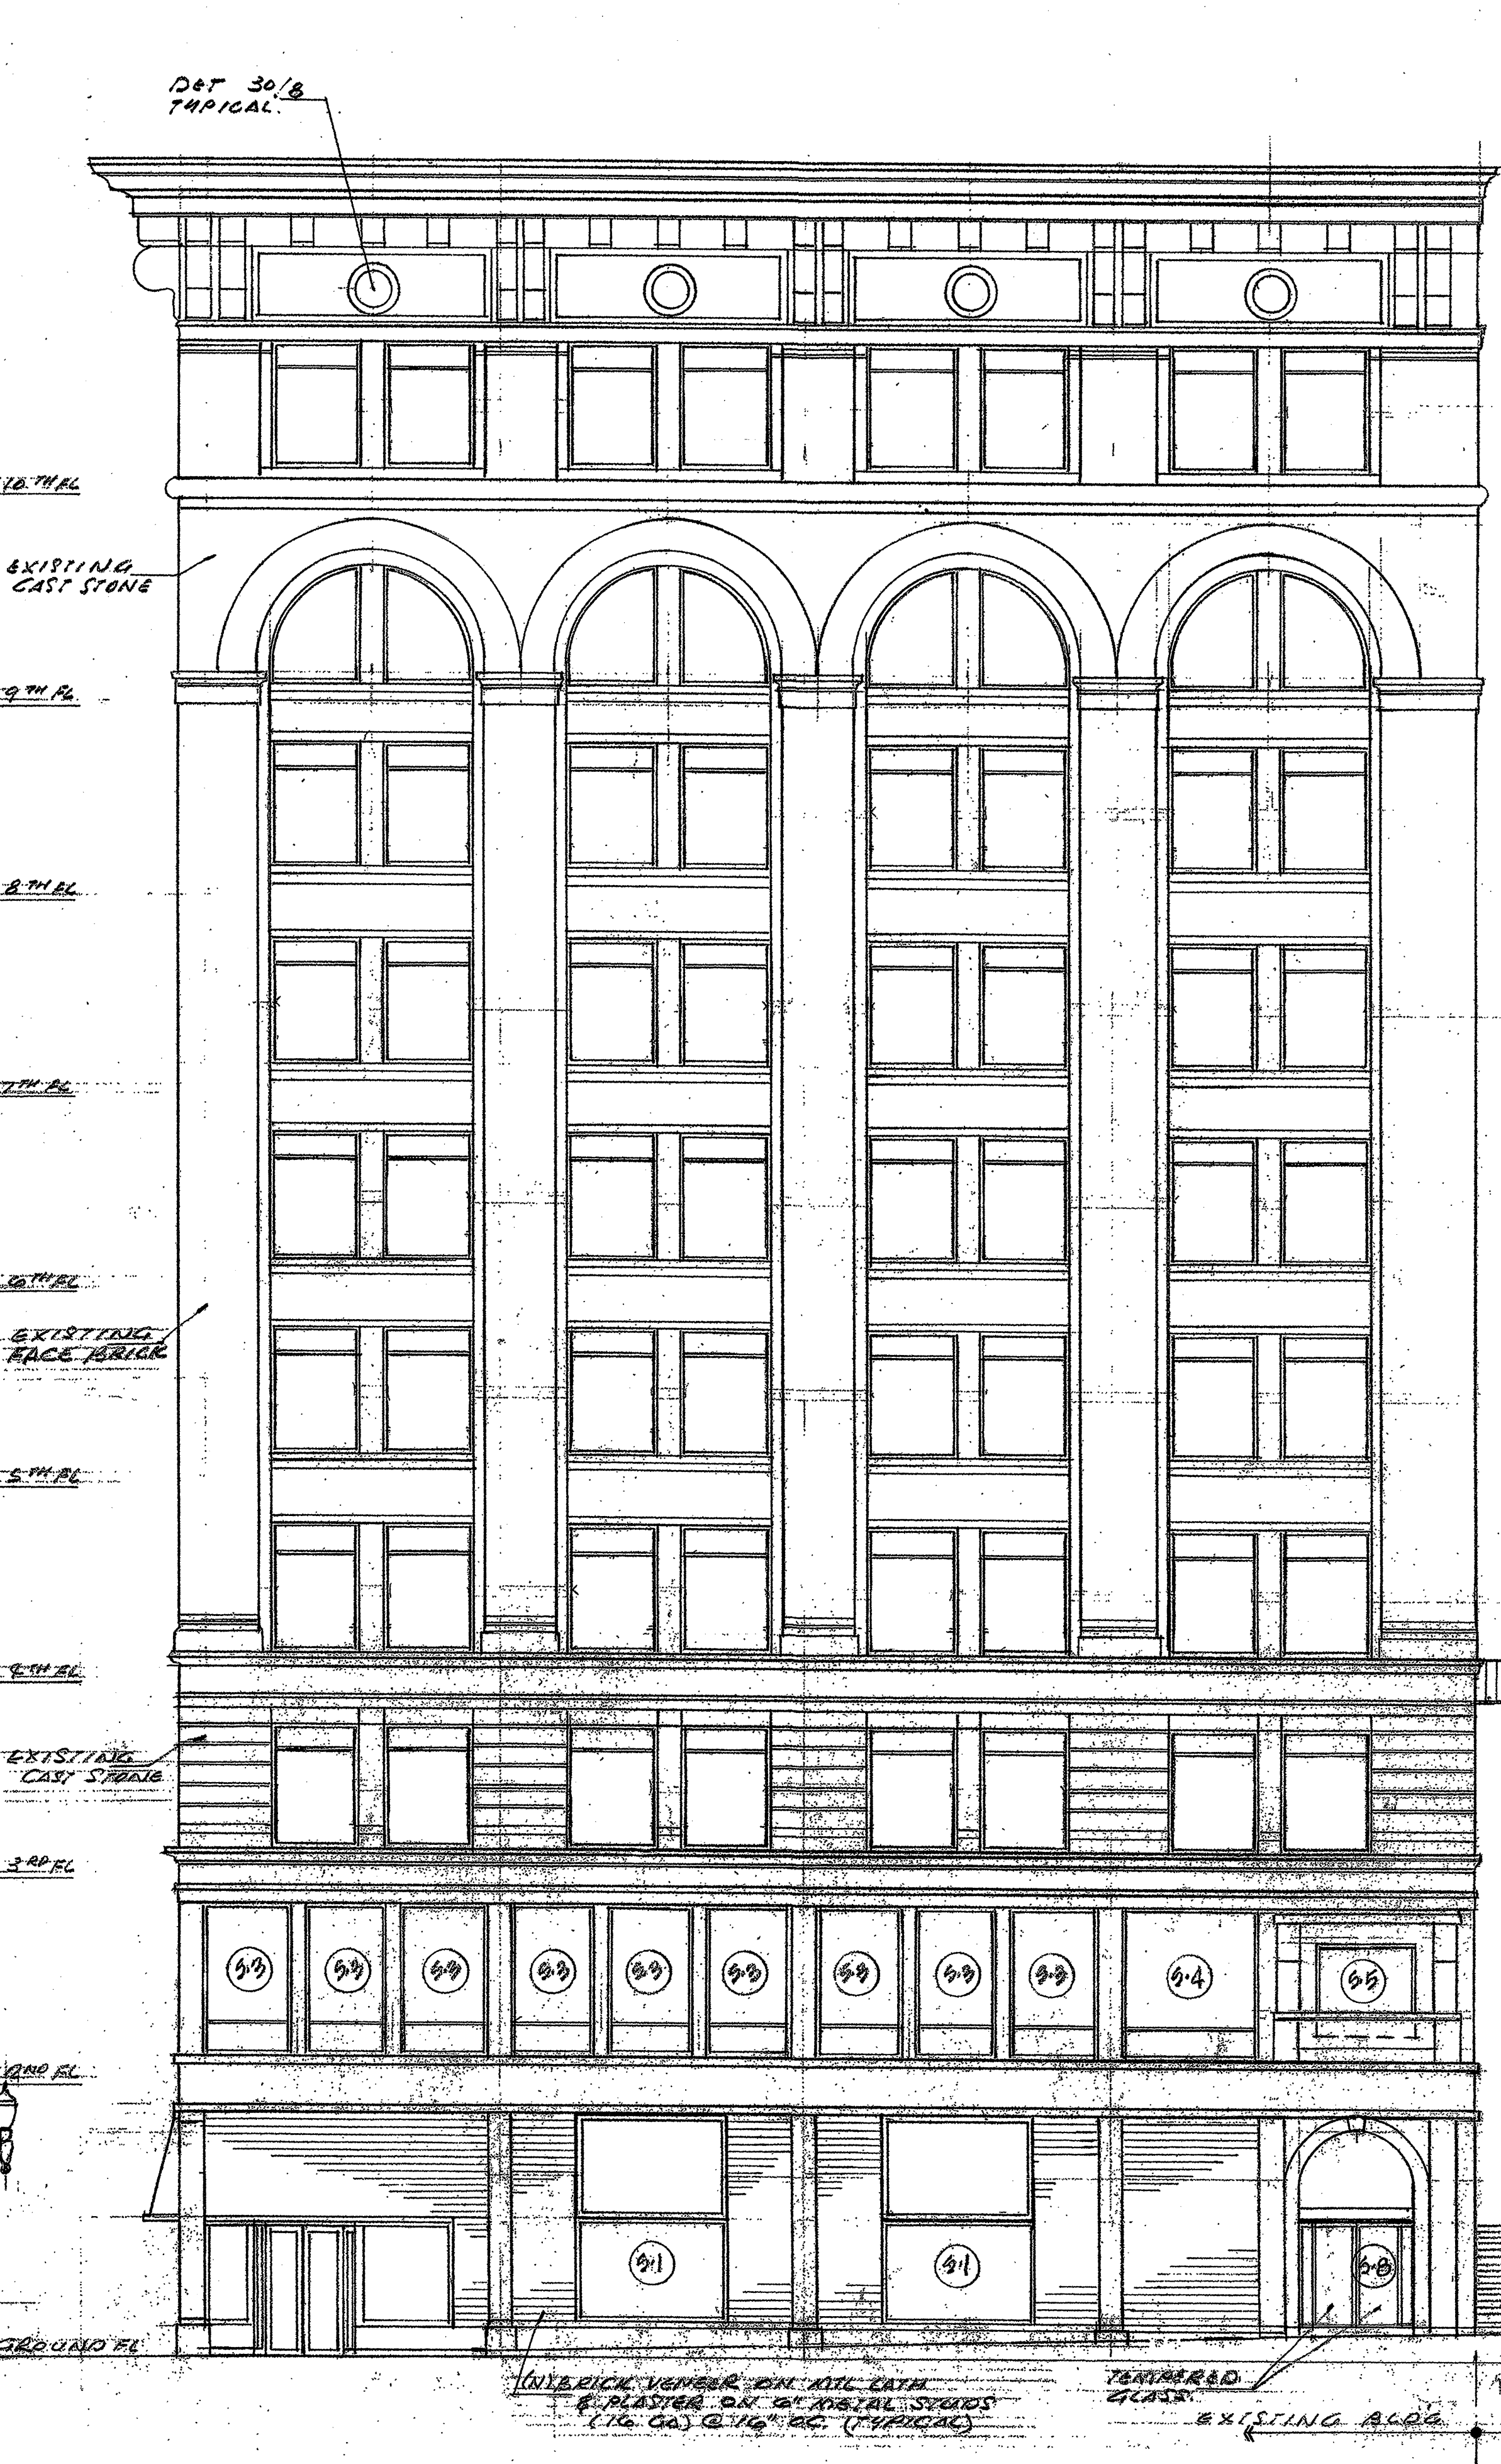 DET 30/8
TYPICAL.
10TH FL
EXISTING
CAST STONE
9TH FL
8TH FL
7TH FL
6TH FL
EXISTING
FACE BRICK
5TH FL
4TH FL
EXISTING
CAST STONE
3RD FL
5.3 5.3 5.3 5.3 5.3 5.3 5.3 5.3 5.3 5.4 5.5
2ND FL
5.1 5.1 5.8
GROUND FL
(N) BRICK VENEER ON MTL LATH
& PLASTER ON 6" METAL STUDS
(16 GA) @ 16" OC. (TYPICAL)
TEMPERED
GLASS.
EXISTING BLDG